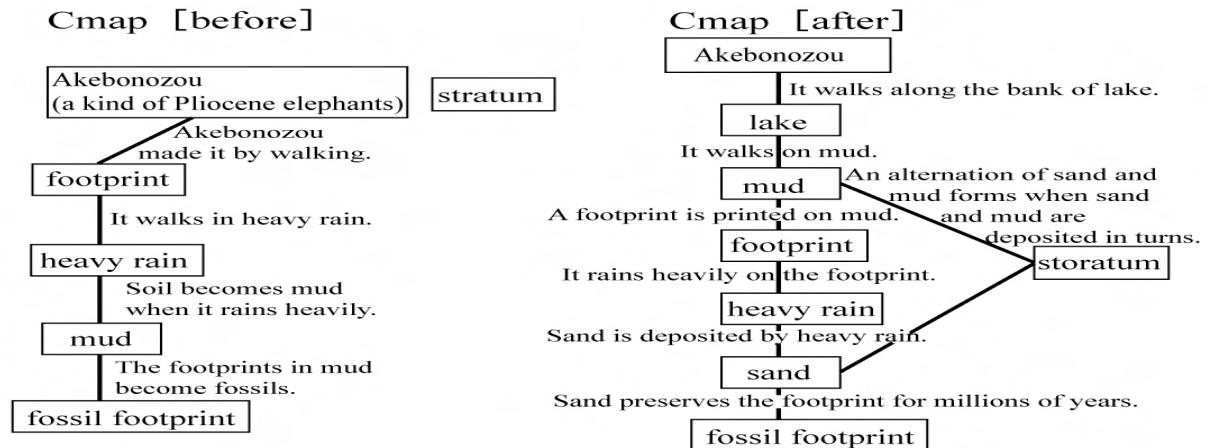 Cmap [before]
Akebonozou
(a kind of Pliocene elephants)
stratum
Akebonozou
made it by walking.
footprint
It walks in heavy rain.
heavy rain
Soil becomes mud
when it rains heavily.
mud
The footprints in mud
become fossils.
fossil footprint
Cmap [after]
Akebonozou
It walks along the bank of lake.
lake
It walks on mud.
mud
An alternation of sand and
mud forms when sand
and mud are
deposited in turns.
A footprint is printed on mud.
footprint
storatum
It rains heavily on the footprint.
heavy rain
Sand is deposited by heavy rain.
sand
Sand preserves the footprint for millions of years.
fossil footprint